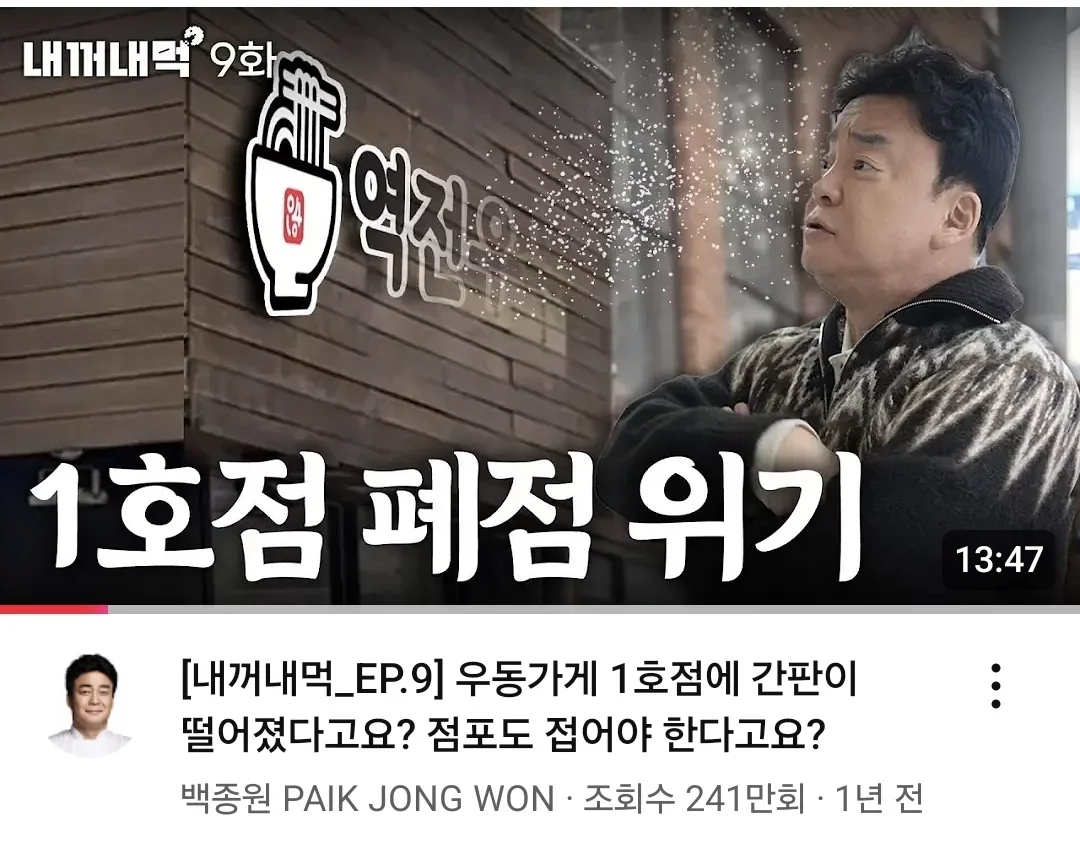 내꺼내먹 9화
역전우
1호점 폐점 위기
13:47
[내꺼내먹_EP.9] 우동가게 1호점에 간판이
떨어졌다고요? 점포도 접어야 한다고요?
백종원 PAIK JONG WON · 조회수 241만회 · 1년 전